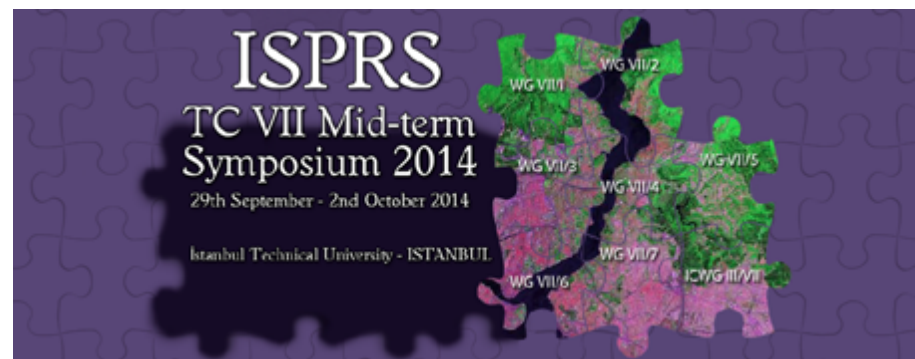 ISPRS
TC VII Mid-term
Symposium 2014
29th September - 2nd October 2014
İstanbul Technical University - ISTANBUL
WG VII/1
WG VII/2
WG VII/3
WG VII/4
WG VII/5
WG VII/6
WG VII/7
ICWG III/VII